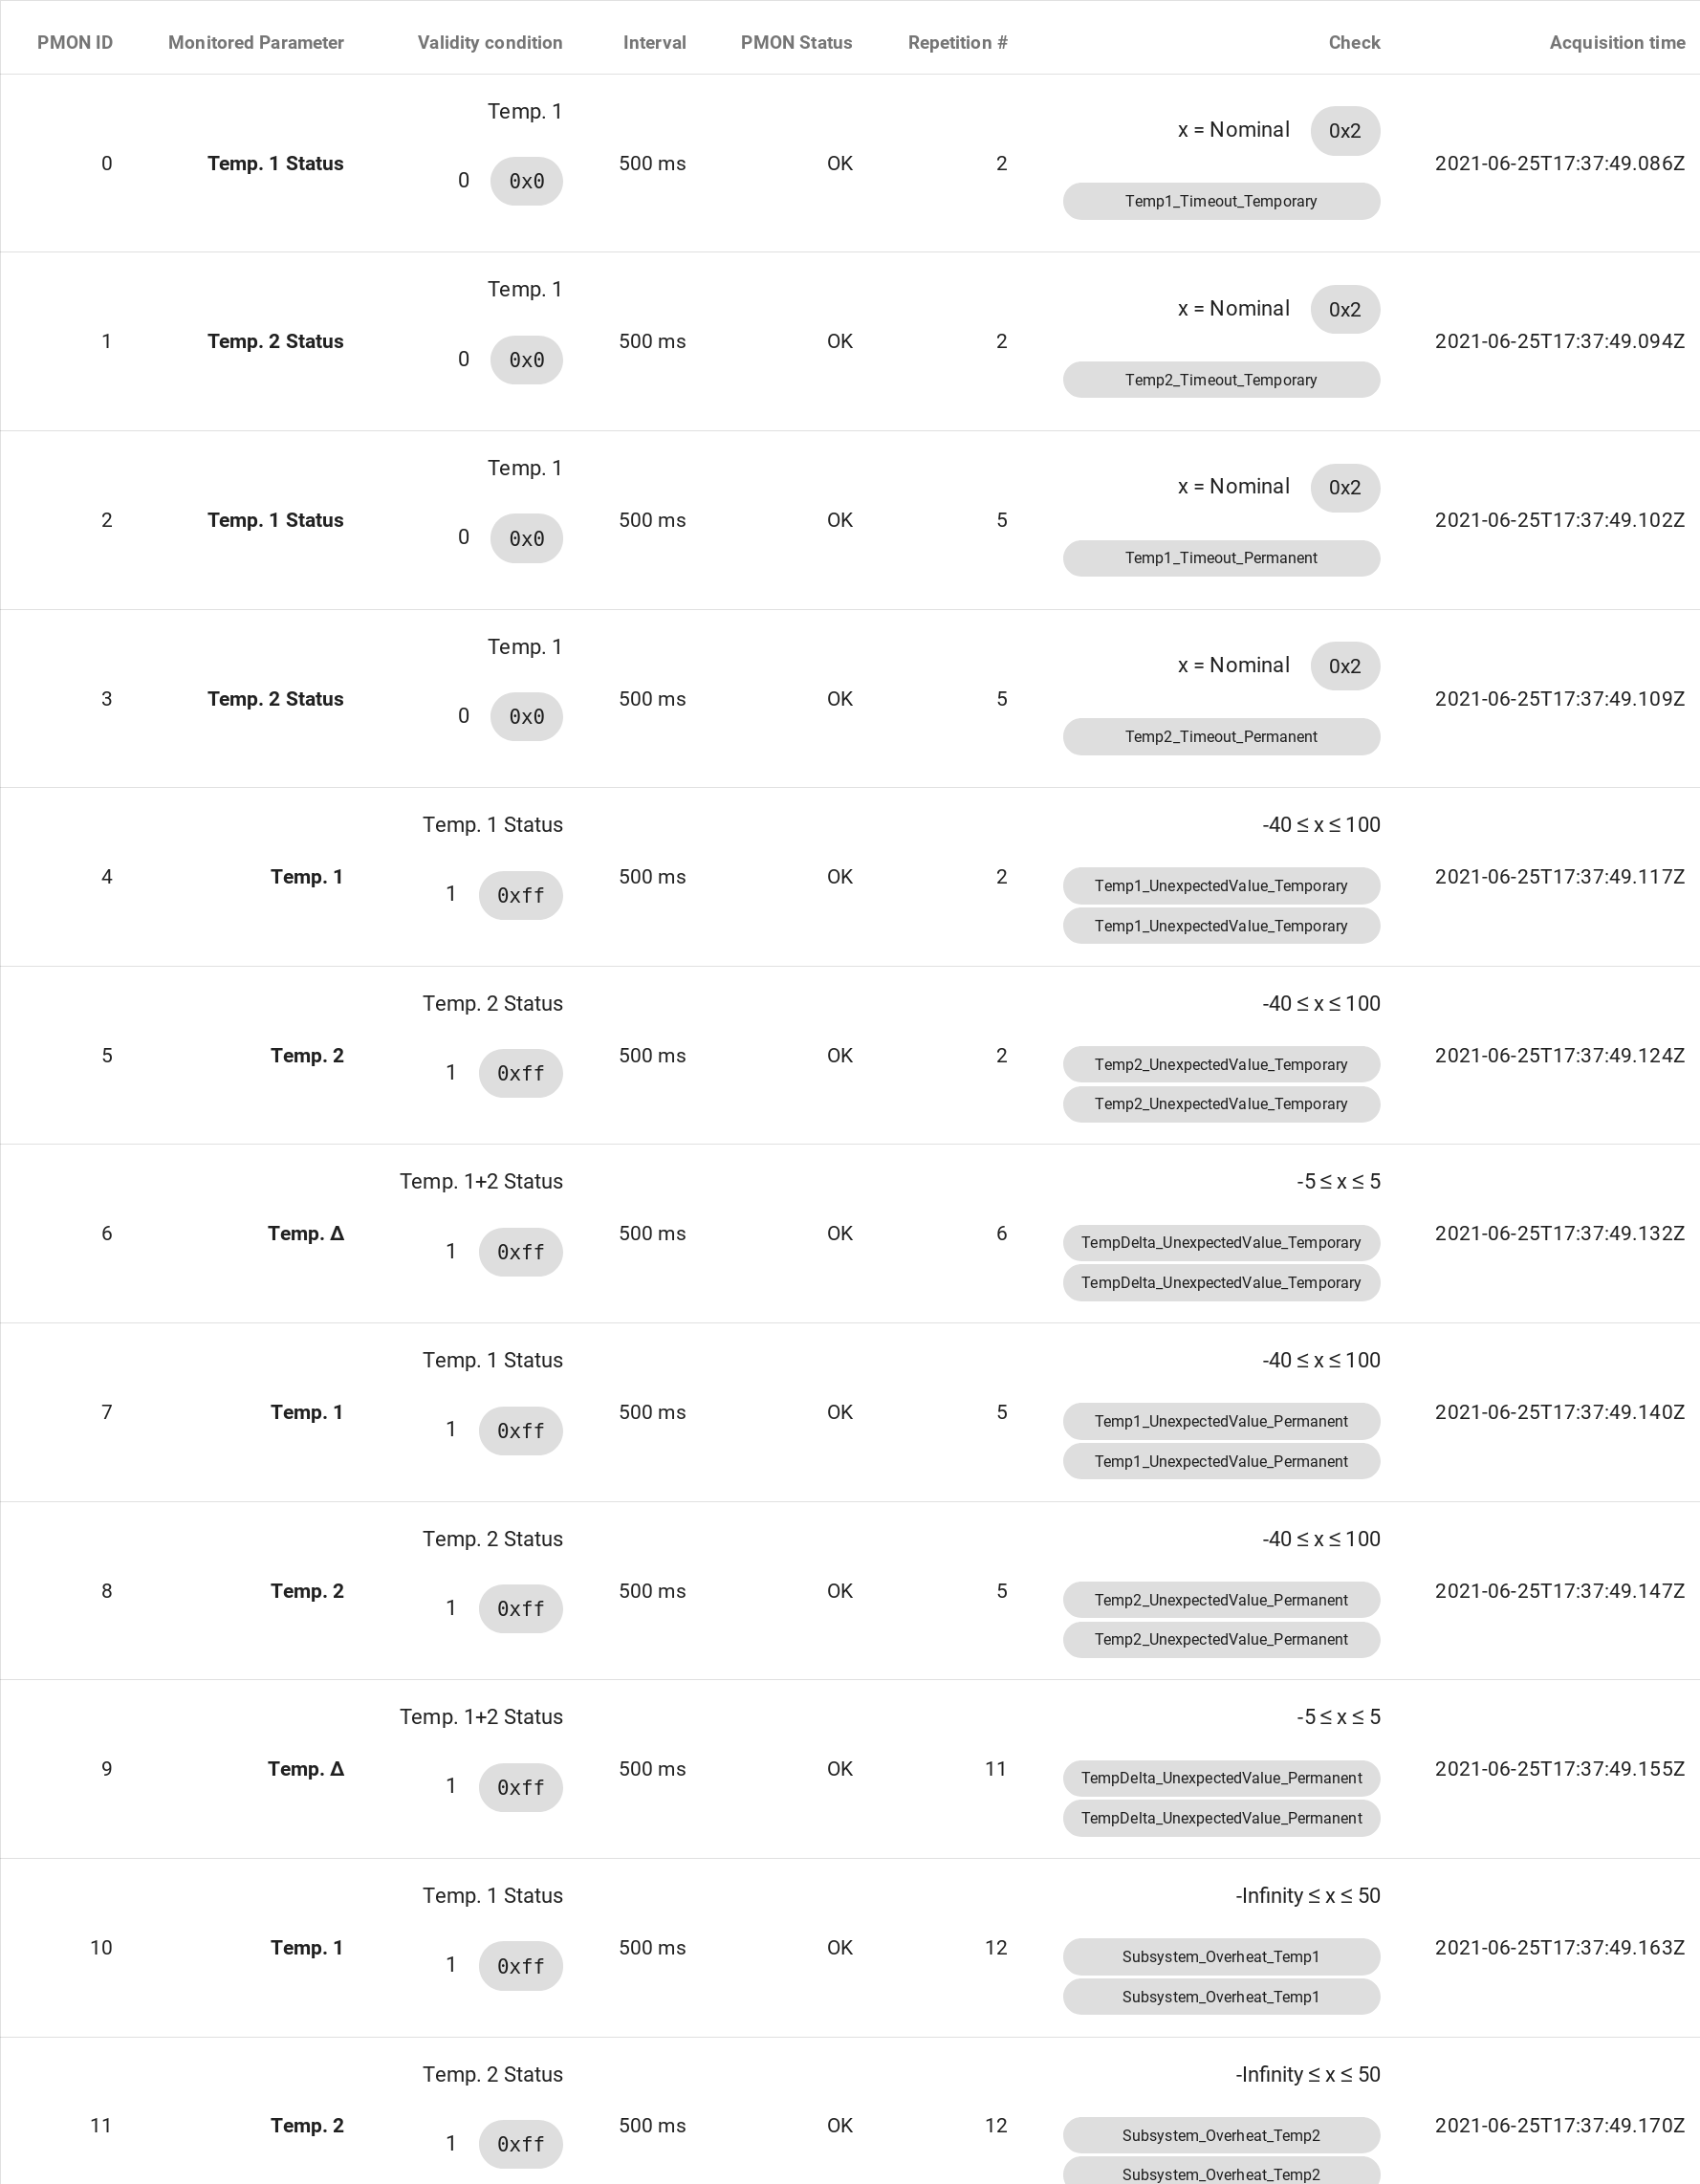 PMON ID Monitored Parameter Validity condition Interval PMON Status Repetition # Check Acquisition time
Temp. 1
x = Nominal 0x2
0 Temp. 1 Status 500 ms OK 2 2021-06-25T17:37:49.086Z
0 0x0
Temp1_Timeout_Temporary
Temp. 1
x = Nominal 0x2
1 Temp. 2 Status 500 ms OK 2 2021-06-25T17:37:49.094Z
0 0x0
Temp2_Timeout_Temporary
Temp. 1
x = Nominal 0x2
2 Temp. 1 Status 500 ms OK 5 2021-06-25T17:37:49.102Z
0 0x0
Temp1_Timeout_Permanent
Temp. 1
x = Nominal 0x2
3 Temp. 2 Status 500 ms OK 5 2021-06-25T17:37:49.109Z
0 0x0
Temp2_Timeout_Permanent
Temp. 1 Status -40 ≤ x ≤ 100
4 Temp. 1 500 ms OK 2 2021-06-25T17:37:49.117Z
1 0xff Temp1_UnexpectedValue_Temporary
Temp1_UnexpectedValue_Temporary
Temp. 2 Status -40 ≤ x ≤ 100
5 Temp. 2 500 ms OK 2 2021-06-25T17:37:49.124Z
1 0xff Temp2_UnexpectedValue_Temporary
Temp2_UnexpectedValue_Temporary
Temp. 1+2 Status -5 ≤ x ≤ 5
6 Temp. Δ 500 ms OK 6 2021-06-25T17:37:49.132Z
1 0xff TempDelta_UnexpectedValue_Temporary
TempDelta_UnexpectedValue_Temporary
Temp. 1 Status -40 ≤ x ≤ 100
7 Temp. 1 500 ms OK 5 2021-06-25T17:37:49.140Z
1 0xff Temp1_UnexpectedValue_Permanent
Temp1_UnexpectedValue_Permanent
Temp. 2 Status -40 ≤ x ≤ 100
8 Temp. 2 500 ms OK 5 2021-06-25T17:37:49.147Z
1 0xff Temp2_UnexpectedValue_Permanent
Temp2_UnexpectedValue_Permanent
Temp. 1+2 Status -5 ≤ x ≤ 5
9 Temp. Δ 500 ms OK 11 2021-06-25T17:37:49.155Z
1 0xff TempDelta_UnexpectedValue_Permanent
TempDelta_UnexpectedValue_Permanent
Temp. 1 Status -Infinity ≤ x ≤ 50
10 Temp. 1 500 ms OK 12 2021-06-25T17:37:49.163Z
1 0xff Subsystem_Overheat_Temp1
Subsystem_Overheat_Temp1
Temp. 2 Status -Infinity ≤ x ≤ 50
11 Temp. 2 500 ms OK 12 2021-06-25T17:37:49.170Z
1 0xff Subsystem_Overheat_Temp2
Subsystem_Overheat_Temp2